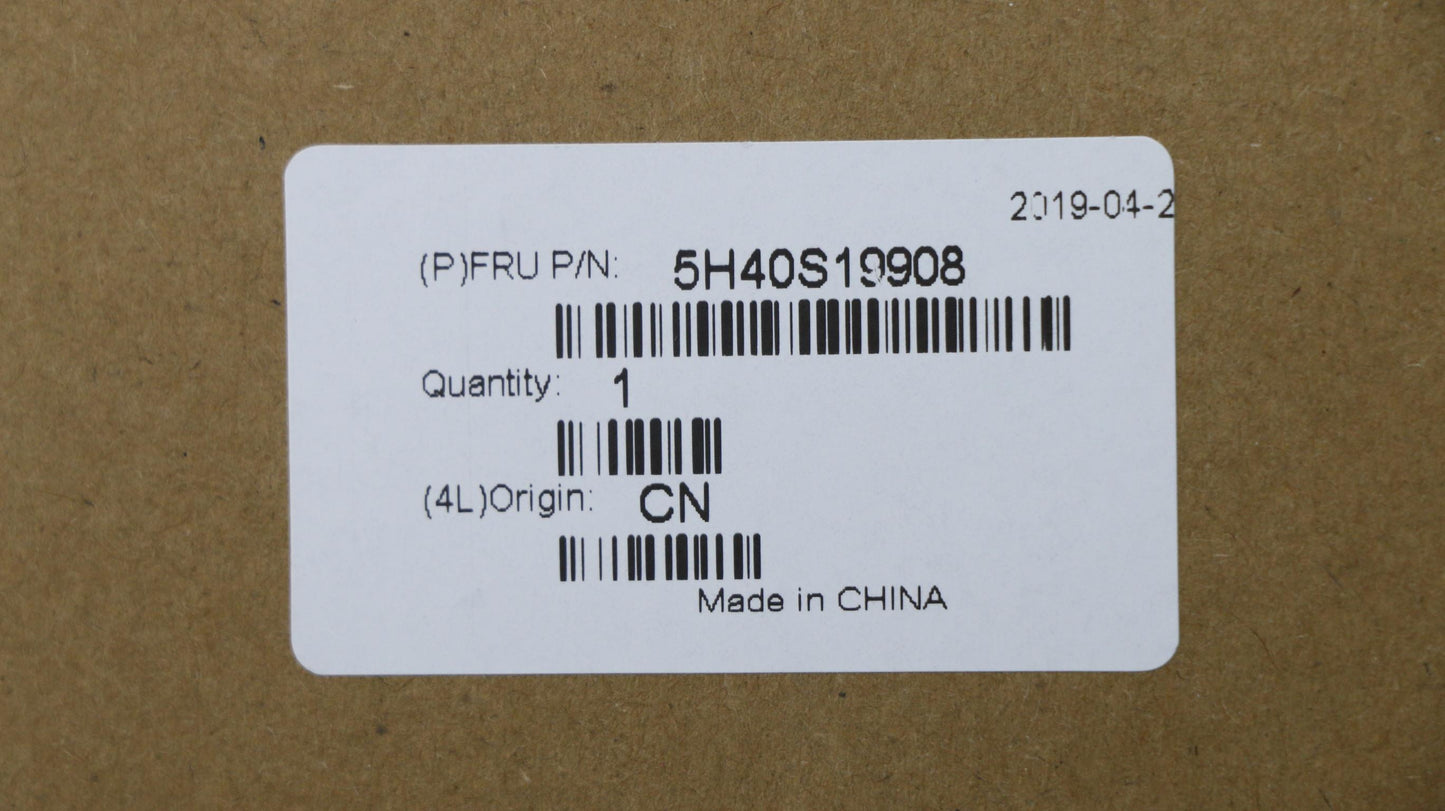 2019-04-2
(P)FRU P/N: 5H40S19908
Quantity: 1
(4L)Origin: CN
Made in CHINA